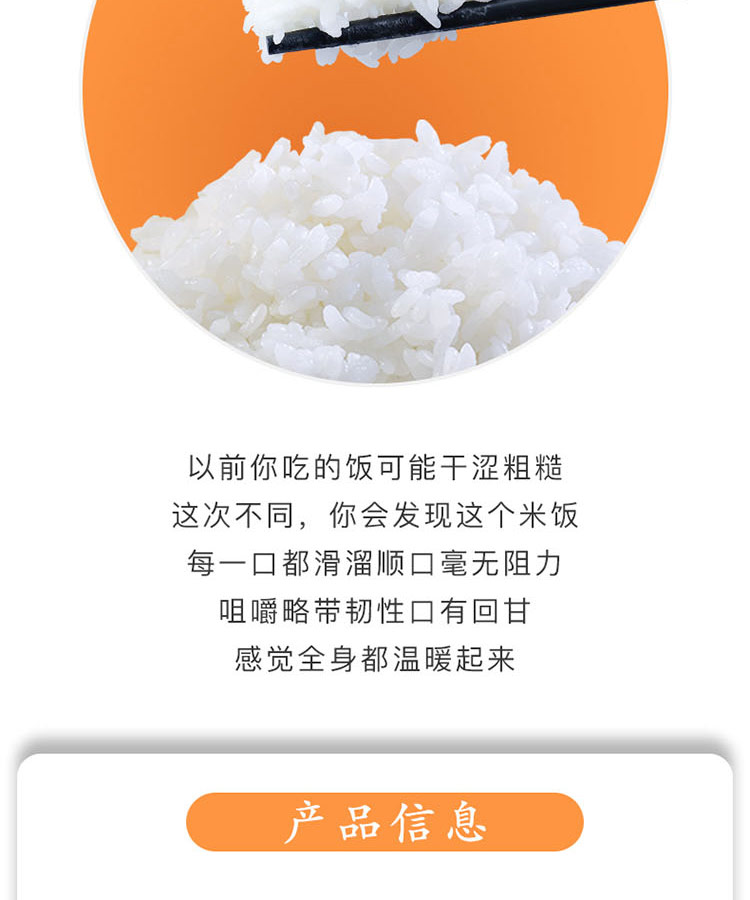 以前你吃的饭可能干涩粗糙
这次不同，你会发现这个米饭
每一口都滑溜顺口毫无阻力
咀嚼略带韧性口有回甘
感觉全身都温暖起来
产品信息